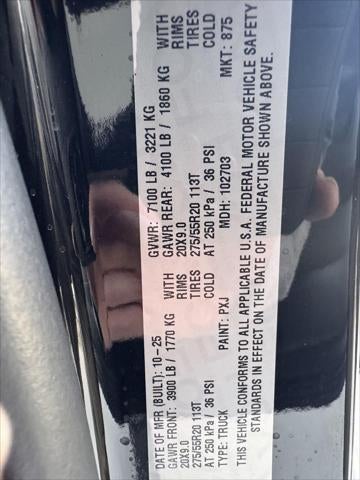 DATE OF MFR (BUILT): 10-25 GVWR: 7100 LB / 3221 KG
GAWR FRONT: 3900 LB / 1770 KG WITH GAWR REAR: 4100 LB / 1860 KG WITH
20X9.0 RIMS 20X9.0 RIMS
275/55R20 113T TIRES 275/55R20 113T TIRES
AT 250 kPa / 36 PSI COLD AT 250 kPa / 36 PSI COLD
TYPE: TRUCK PAINT: PXJ MDH: 102703 MKT: 875
THIS VEHICLE CONFORMS TO ALL APPLICABLE U.S.A. FEDERAL MOTOR VEHICLE SAFETY
STANDARDS IN EFFECT ON THE DATE OF MANUFACTURE SHOWN ABOVE.